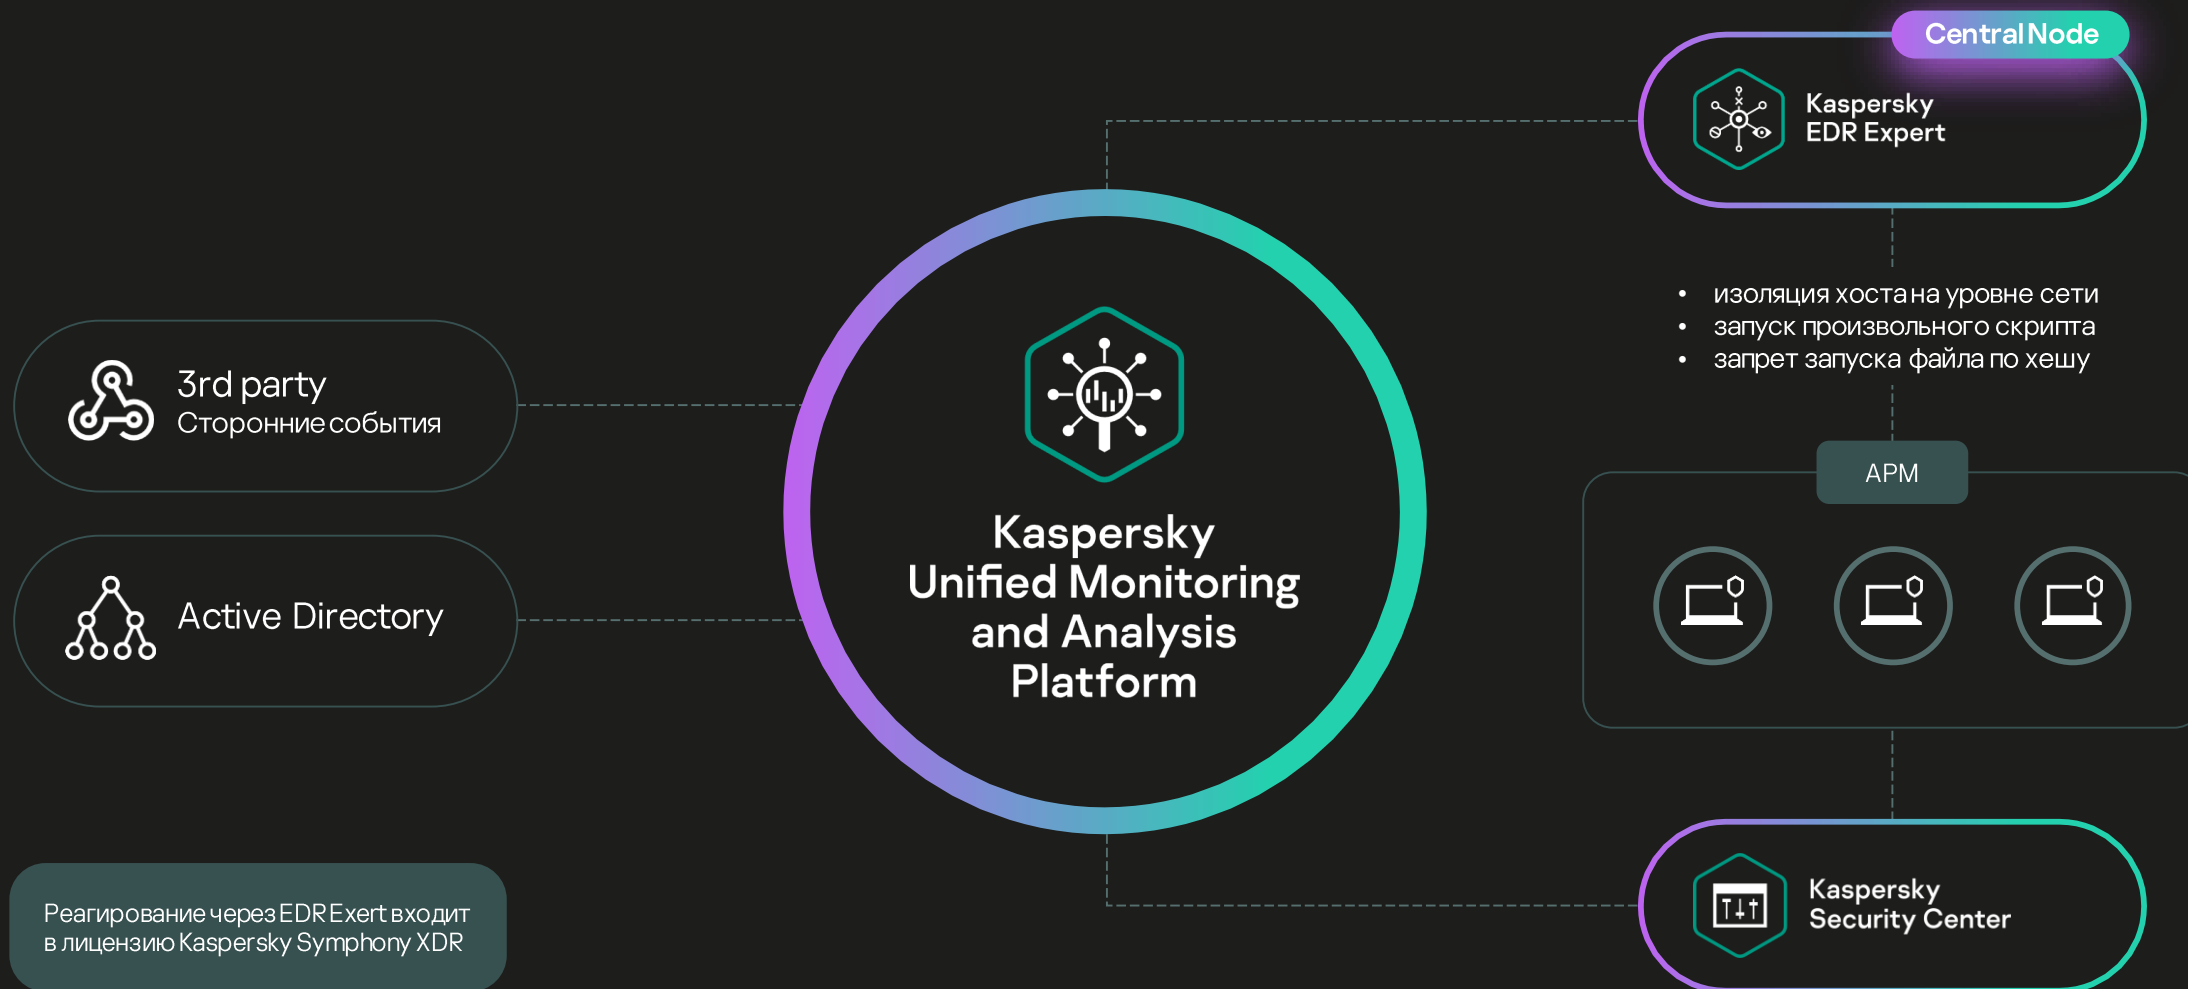 Central Node
Kaspersky
EDR Expert
изоляция хоста на уровне сети
запуск произвольного скрипта
запрет запуска файла по хешу
3rd party
Сторонние события
Active Directory
Kaspersky
Unified Monitoring
and Analysis
Platform
АРМ
Kaspersky
Security Center
Реагирование через EDR Exert входит
в лицензию Kaspersky Symphony XDR